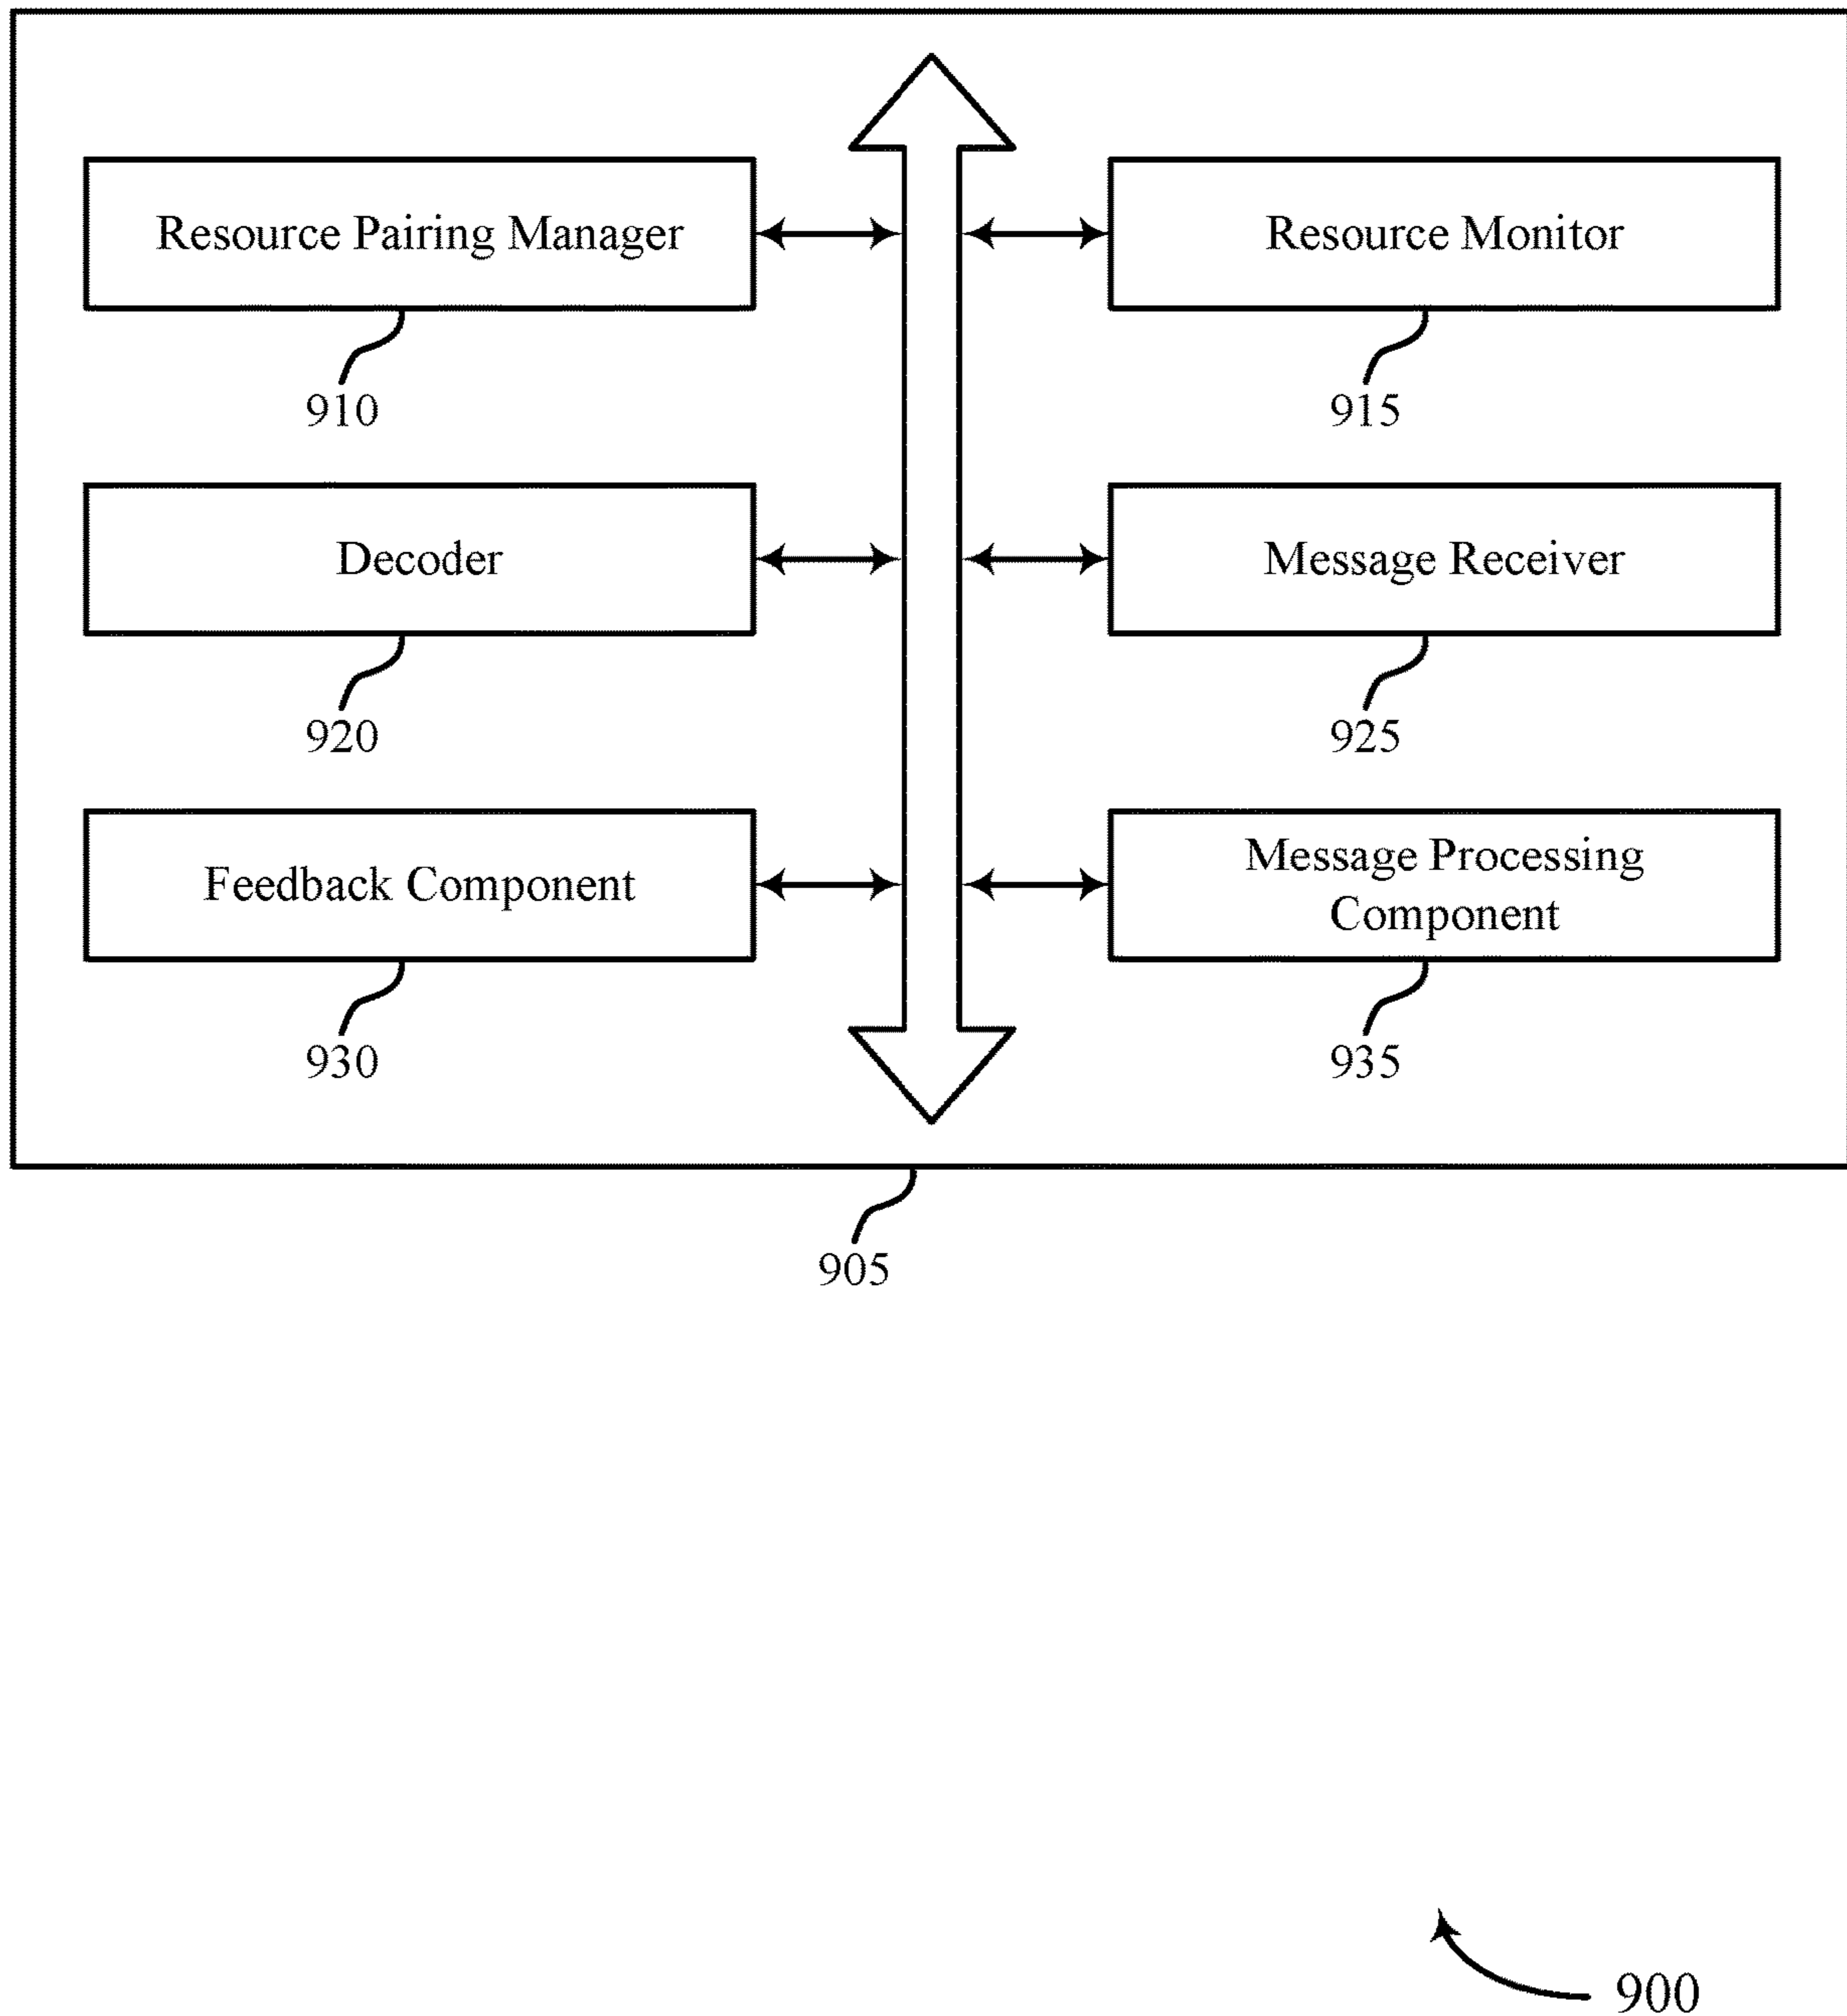 Resource Pairing Manager
Resource Monitor
910
915
Decoder
Message Receiver
920
925
Feedback Component
Message Processing
Component
930
935
905
900